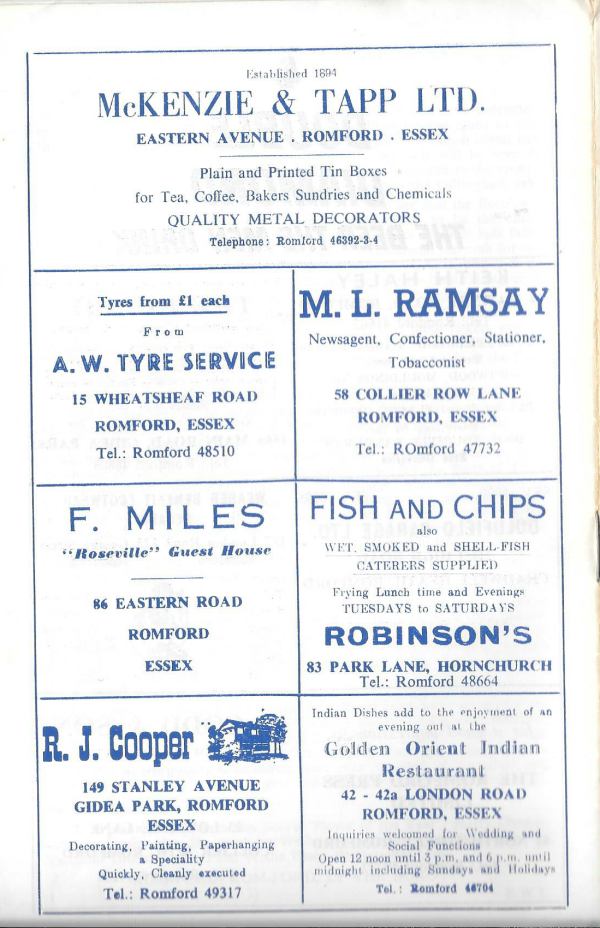 Established 1894
McKENZIE & TAPP LTD.
EASTERN AVENUE . ROMFORD . ESSEX
Plain and Printed Tin Boxes
for Tea, Coffee, Bakers Sundries and Chemicals
QUALITY METAL DECORATORS
Telephone: Romford 46392-3-4
Tyres from £1 each
From
A. W. TYRE SERVICE
15 WHEATSHEAF ROAD
ROMFORD, ESSEX
Tel.: Romford 48510
M. L. RAMSAY
Newsagent, Confectioner, Stationer,
Tobacconist
58 COLLIER ROW LANE
ROMFORD, ESSEX
Tel.: ROmford 47732
F. MILES
"Roseville" Guest House
86 EASTERN ROAD
ROMFORD
ESSEX
FISH AND CHIPS
also
WET, SMOKED and SHELL-FISH
CATERERS SUPPLIED
Frying Lunch time and Evenings
TUESDAYS to SATURDAYS
ROBINSON'S
83 PARK LANE, HORNCHURCH
Tel.: Romford 48664
R. J. Cooper
149 STANLEY AVENUE
GIDEA PARK, ROMFORD
ESSEX
Decorating, Painting, Paperhanging
a Speciality
Quickly, Cleanly executed
Tel.: Romford 49317
Indian Dishes add to the enjoyment of an
evening out at the
Golden Orient Indian
Restaurant
42 - 42a LONDON ROAD
ROMFORD, ESSEX
Inquiries welcomed for Wedding and
Social Functions
Open 12 noon until 3 p.m. and 6 p.m. until
midnight including Sundays and Holidays
Tel.: Romford 46704